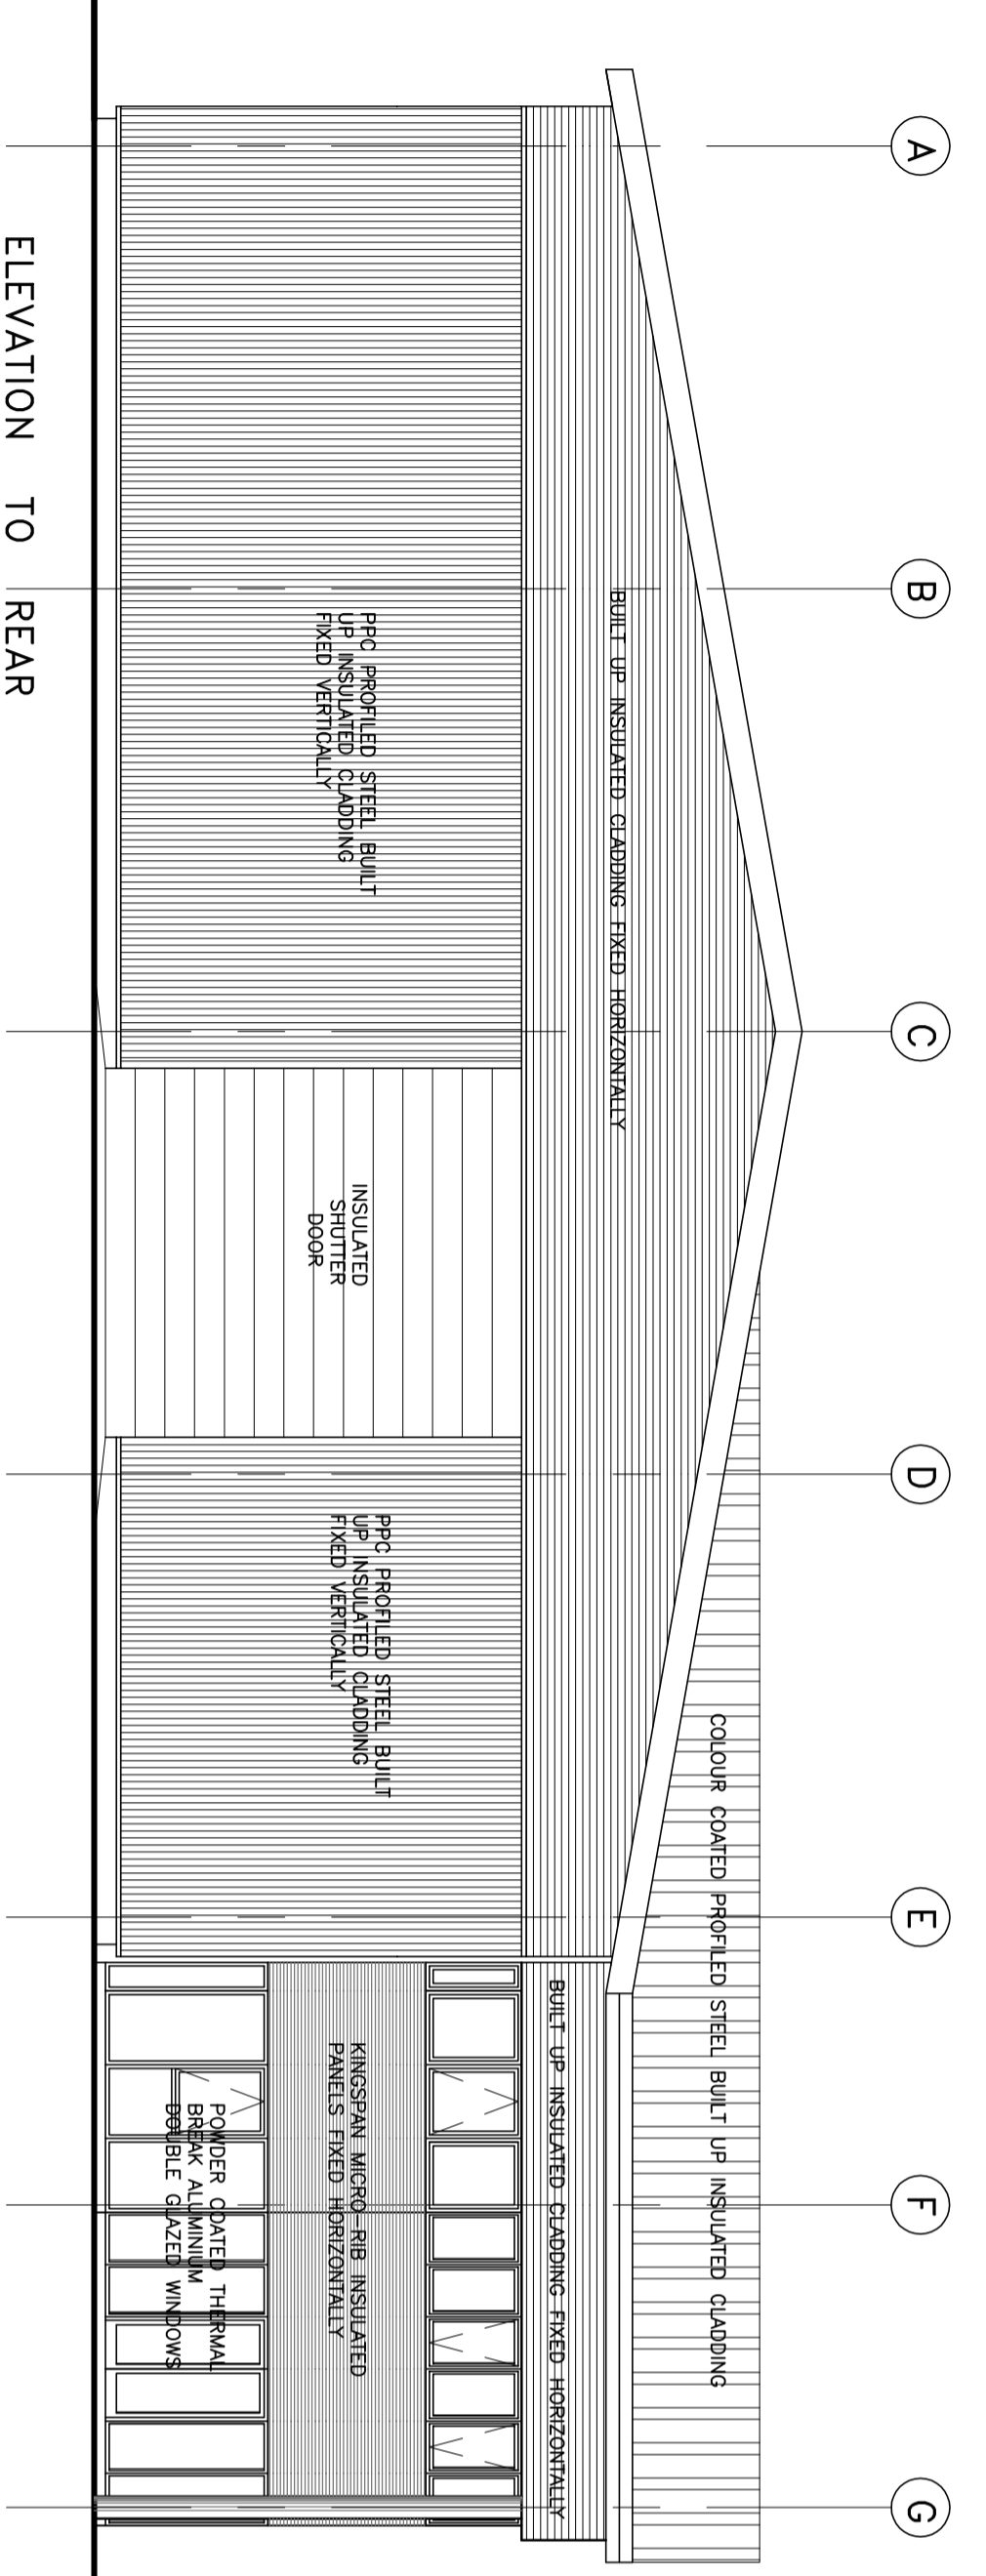 A
B
C
D
E
F
G
COLOUR COATED PROFILED STEEL BUILT UP INSULATED CLADDING
BUILT UP INSULATED CLADDING FIXED HORIZONTALLY
BUILT UP INSULATED CLADDING FIXED HORIZONTALLY
PPC PROFILED STEEL BUILT
UP INSULATED CLADDING
FIXED VERTICALLY
INSULATED
SHUTTER
DOOR
PPC PROFILED STEEL BUILT
UP INSULATED CLADDING
FIXED VERTICALLY
KINGSPAN MICRO-RIB INSULATED
PANELS FIXED HORIZONTALLY
POWDER COATED THERMAL
BREAK ALUMINIUM
DOUBLE GLAZED WINDOWS
ELEVATION TO REAR